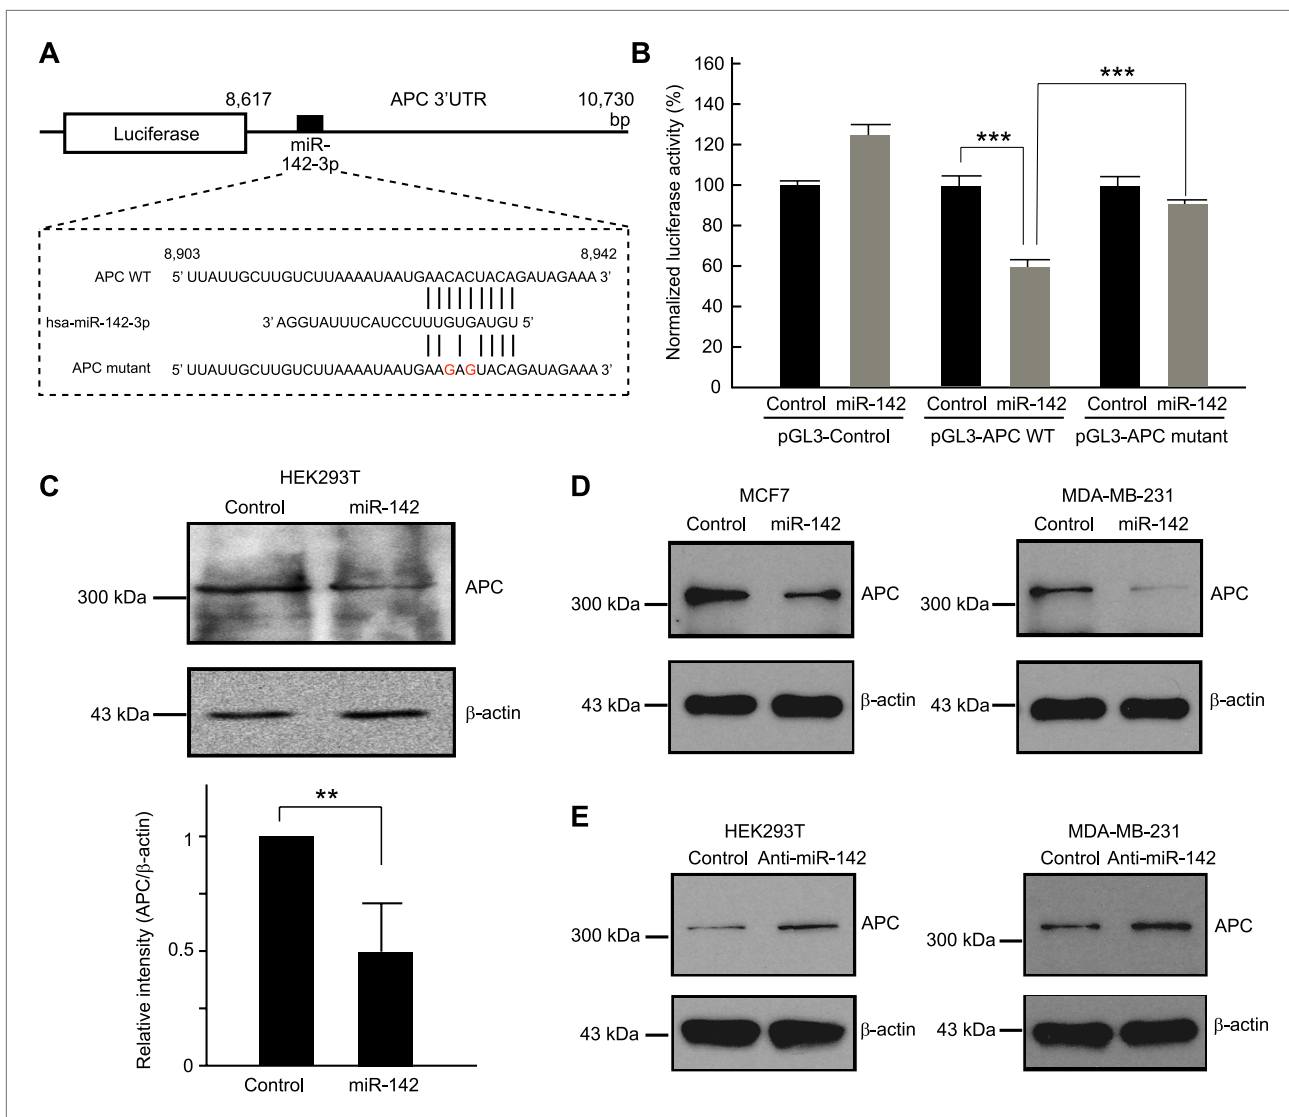 A
8,617
APC 3'UTR
10,730
bp
Luciferase
miR-
142-3p
8,903
8,942
APC WT
5' UUAUUGCUUGUCUUAAAAUAAUGAACACUACAGAUAGAAA 3'
hsa-miR-142-3p
3' AGGUAUUUCAUCCUUUGUGAUGU 5'
APC mutant
5' UUAUUGCUUGUCUUAAAAUAAUGAAGAGUACAGAUAGAAA 3'
B
Normalized luciferase activity (%)
160
140
120
100
80
60
40
20
0
***
***
Control miR-142
Control miR-142
Control miR-142
pGL3-Control
pGL3-APC WT
pGL3-APC mutant
C
HEK293T
Control
miR-142
300 kDa
APC
43 kDa
β-actin
Relative intensity (APC/β-actin)
1
0.5
0
**
Control
miR-142
D
MCF7
Control
miR-142
300 kDa
APC
43 kDa
β-actin
MDA-MB-231
Control
miR-142
300 kDa
APC
43 kDa
β-actin
E
HEK293T
Control Anti-miR-142
300 kDa
APC
43 kDa
β-actin
MDA-MB-231
Control Anti-miR-142
300 kDa
APC
43 kDa
β-actin